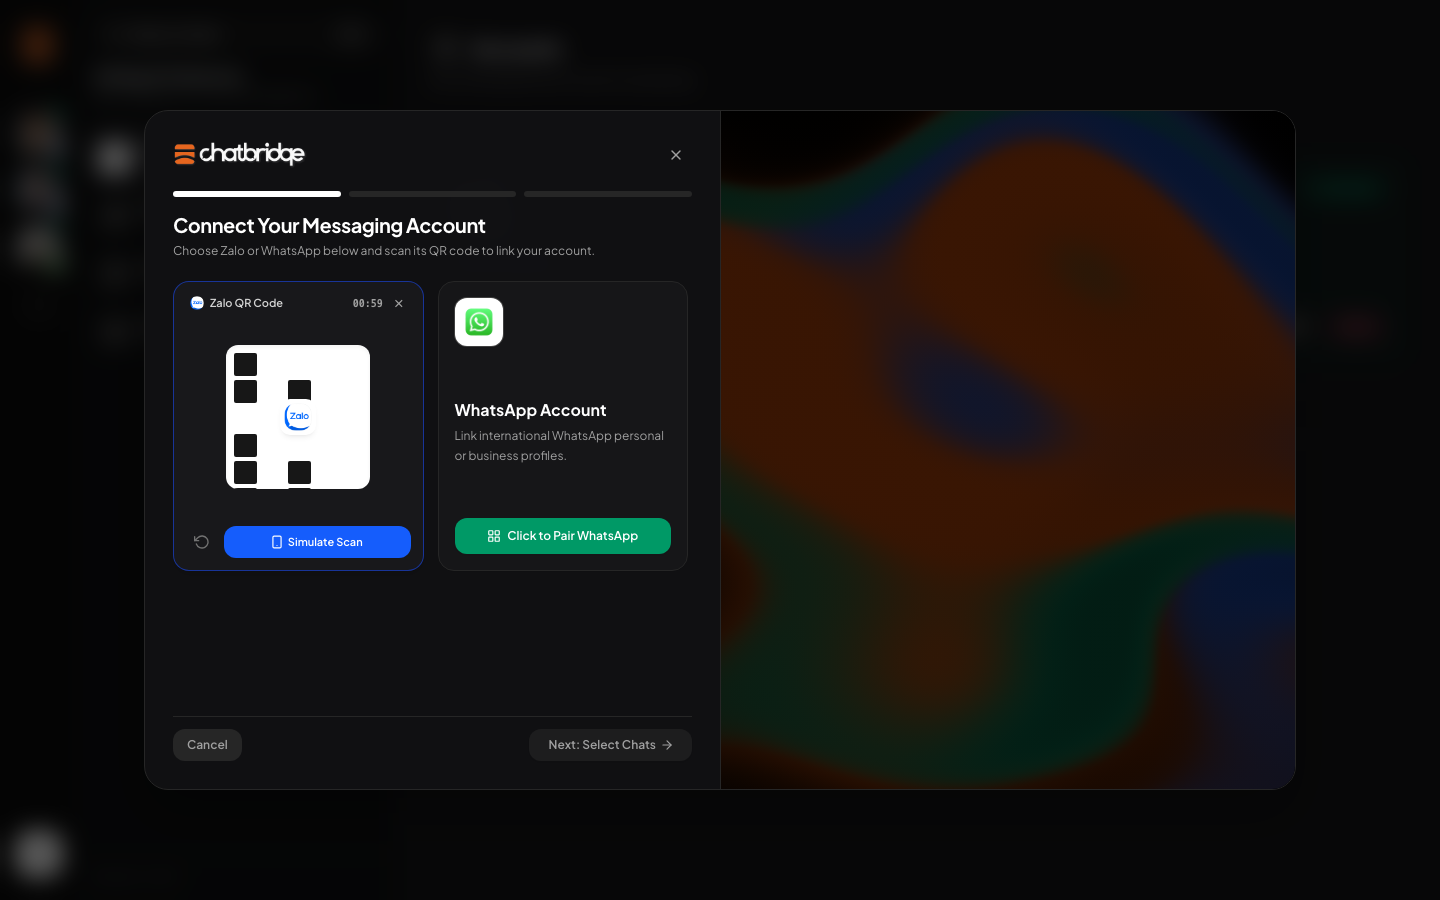 chatbridge
Connect Your Messaging Account
Choose Zalo or WhatsApp below and scan its QR code to link your account.
Zalo QR Code
00:59
Zalo
WhatsApp Account
Link international WhatsApp personal
or business profiles.
Simulate Scan
Click to Pair WhatsApp
Cancel
Next: Select Chats